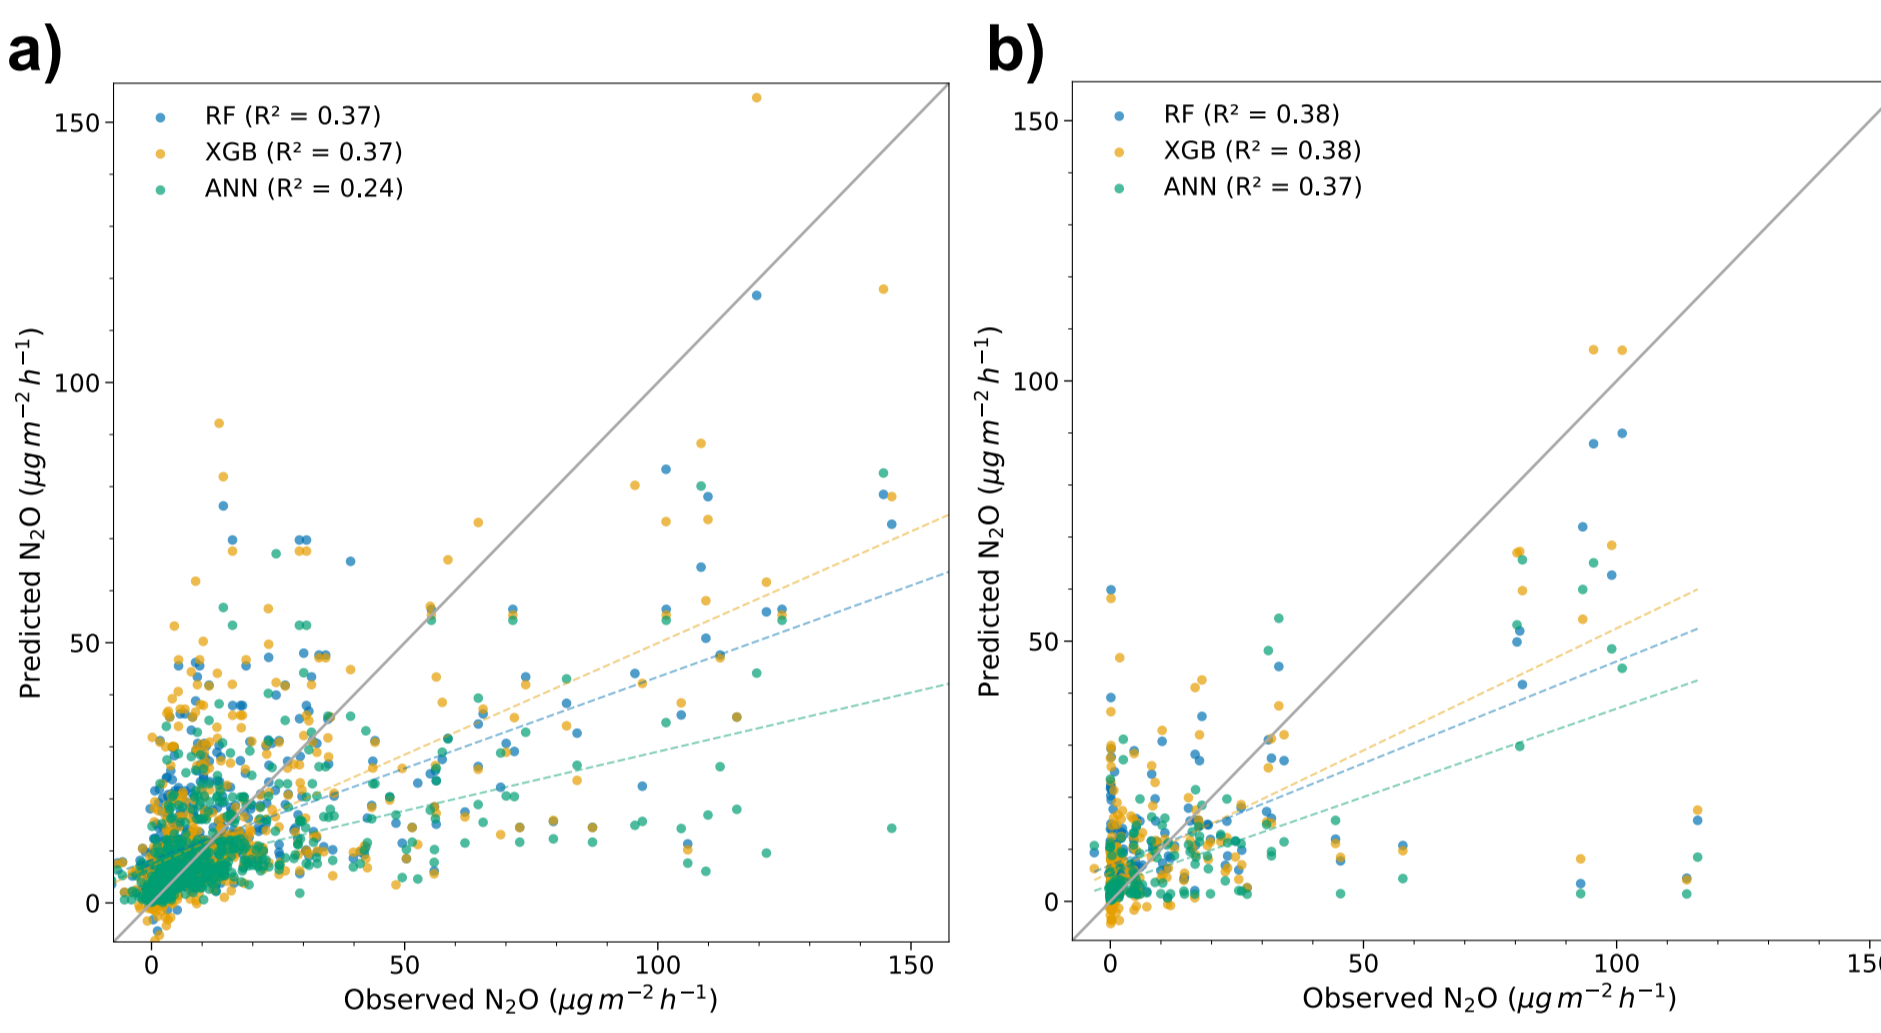 a)
RF (R² = 0.37)
XGB (R² = 0.37)
ANN (R² = 0.24)
150
100
50
0
Predicted N₂O (μg m⁻² h⁻¹)
0 50 100 150
Observed N₂O (μg m⁻² h⁻¹)
b)
RF (R² = 0.38)
XGB (R² = 0.38)
ANN (R² = 0.37)
150
100
50
0
Predicted N₂O (μg m⁻² h⁻¹)
0 50 100
Observed N₂O (μg m⁻² h⁻¹)